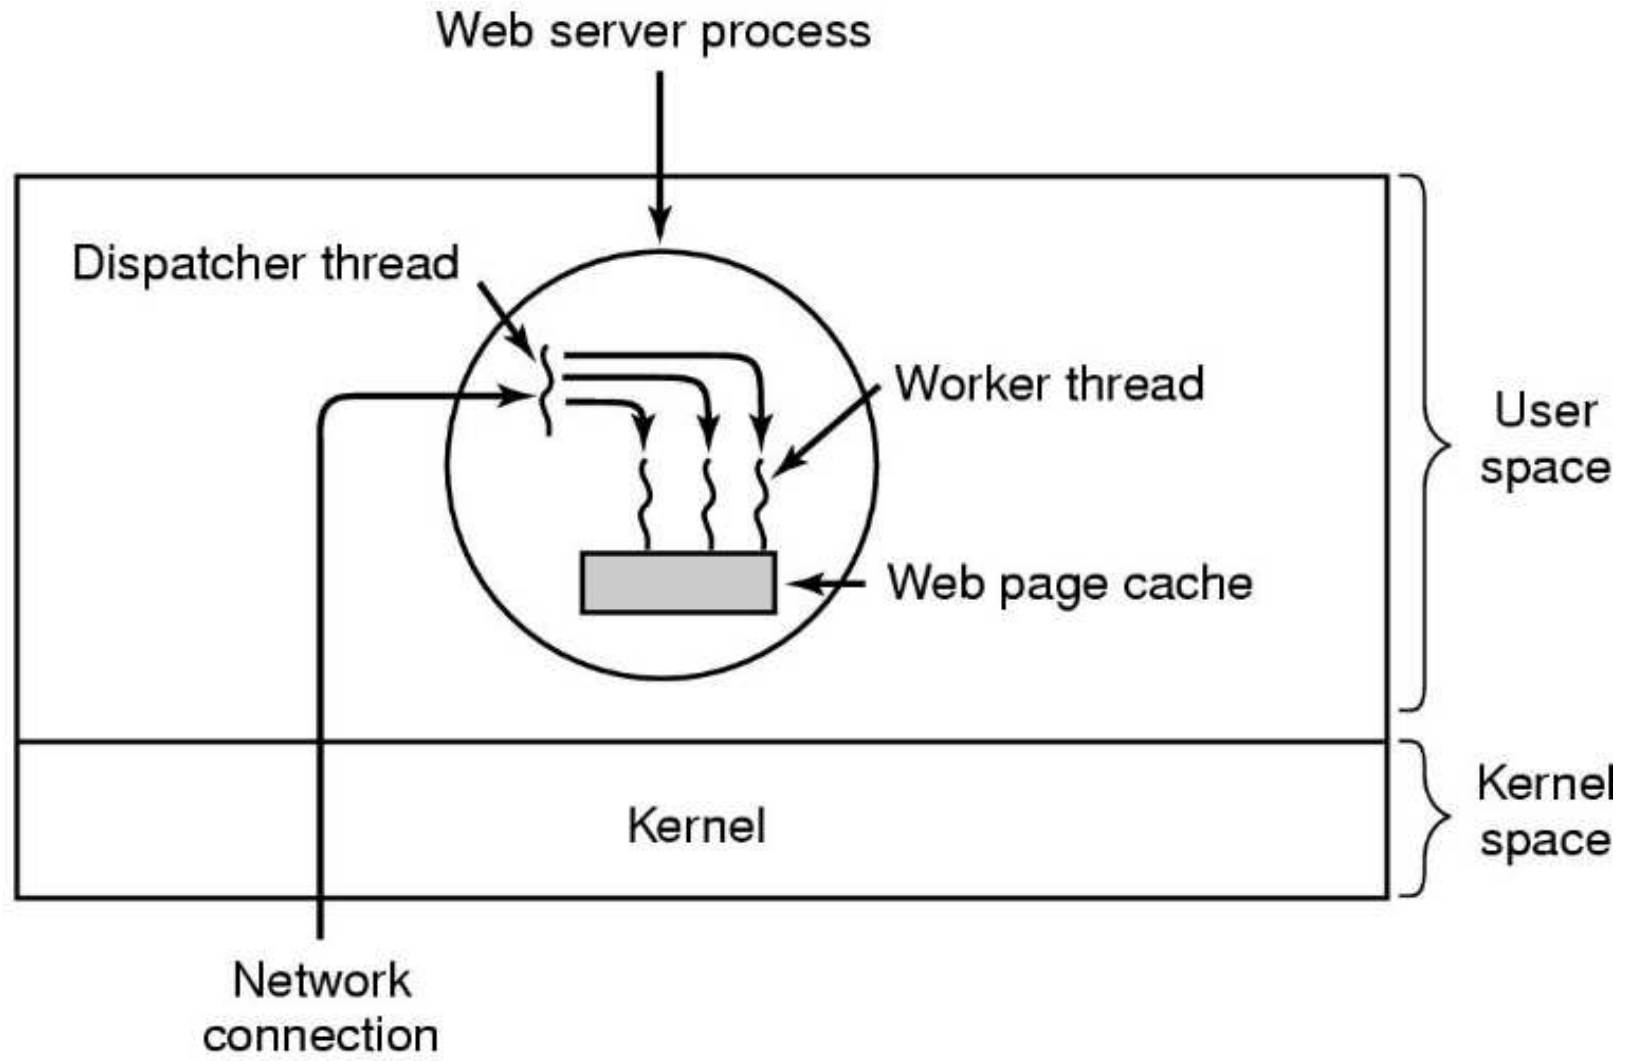 Web server process
Dispatcher thread
Worker thread
User
space
Web page cache
Kernel
Kernel
space
Network
connection